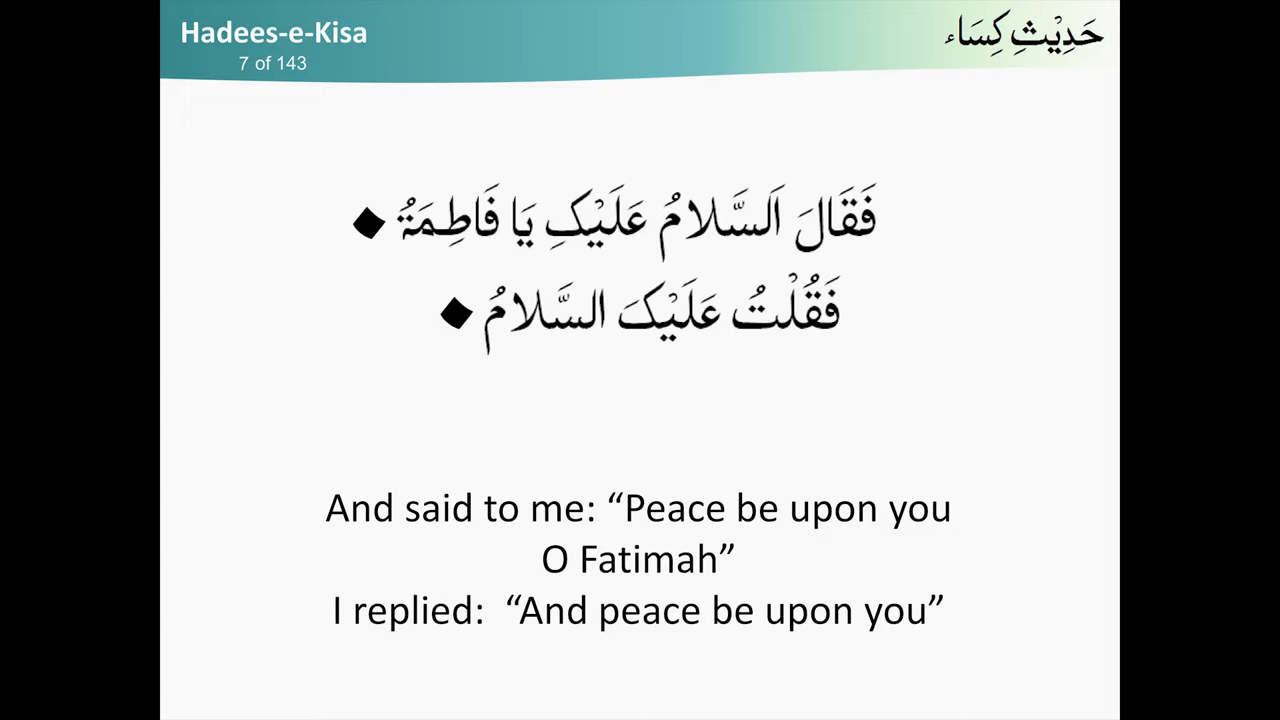 Hadees-e-Kisa
حَدِيْثِ كِسَاء
7 of 143
فَقَالَ اَلسَّلَامُ عَلَيْكِ يَا فَاطِمَةُ ◆
فَقُلْتُ عَلَيْكَ السَّلَامُ ◆
And said to me: “Peace be upon you
O Fatimah”
I replied:  “And peace be upon you”